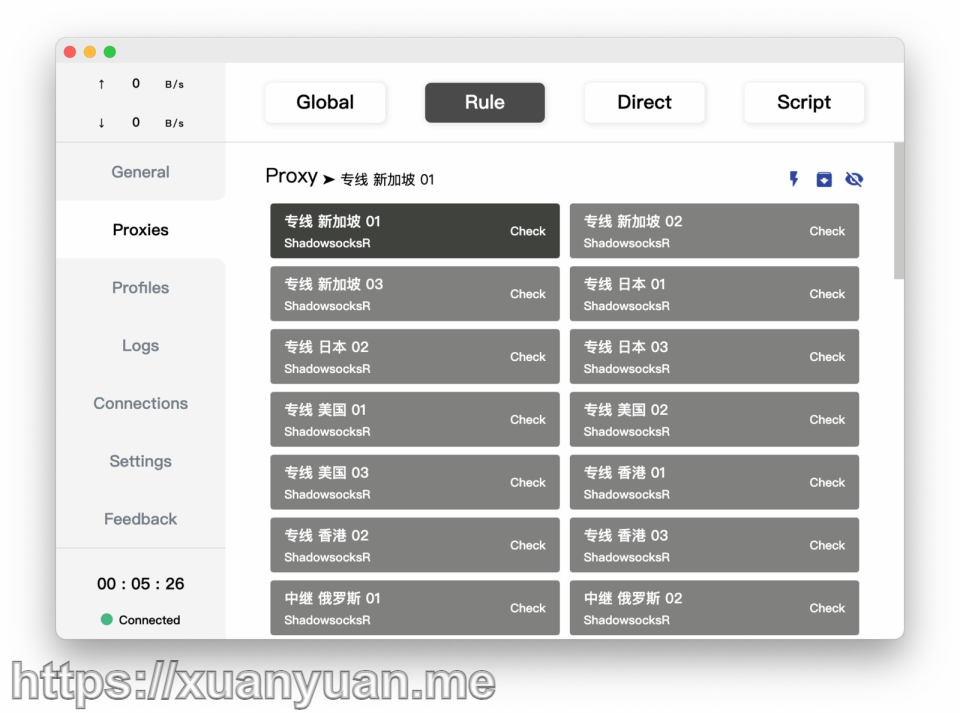 ↑ 0 B/s
↓ 0 B/s
Global Rule Direct Script
General
Proxies
Profiles
Logs
Connections
Settings
Feedback
00 : 05 : 26
Connected
Proxy ➤ 专线 新加坡 01
专线 新加坡 01
ShadowsocksR
Check
专线 新加坡 02
ShadowsocksR
Check
专线 新加坡 03
ShadowsocksR
Check
专线 日本 01
ShadowsocksR
Check
专线 日本 02
ShadowsocksR
Check
专线 日本 03
ShadowsocksR
Check
专线 美国 01
ShadowsocksR
Check
专线 美国 02
ShadowsocksR
Check
专线 美国 03
ShadowsocksR
Check
专线 香港 01
ShadowsocksR
Check
专线 香港 02
ShadowsocksR
Check
专线 香港 03
ShadowsocksR
Check
中继 俄罗斯 01
ShadowsocksR
Check
中继 俄罗斯 02
ShadowsocksR
Check
https://xuanyuan.me